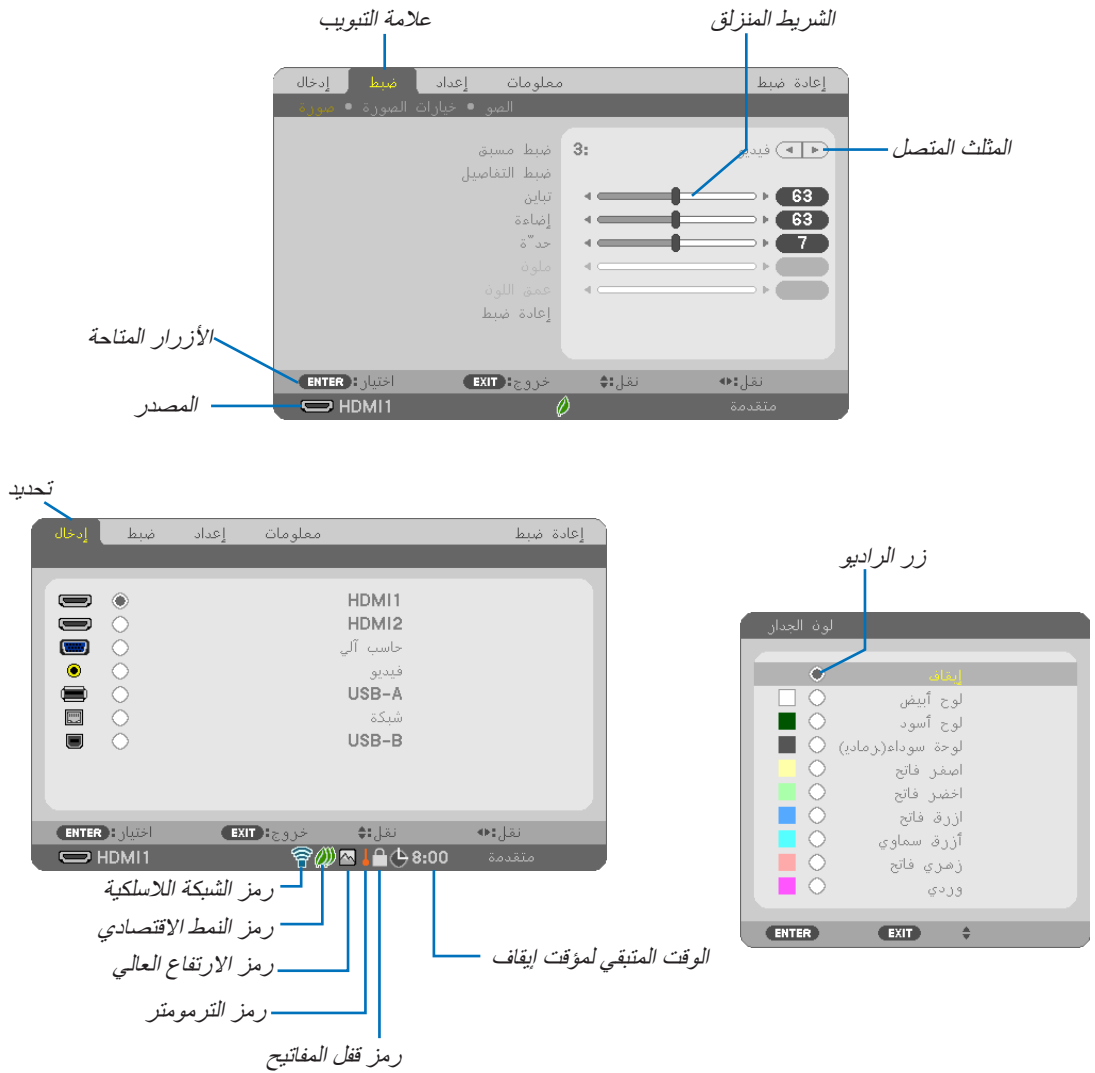 علامة التبويب
الشريط المنزلق
إدخال ضبط إعداد معلومات إعادة ضبط
صورة • خيارات الصورة • الصو
المثلث المتصل
ضبط مسبق 3: فيديو
ضبط التفاصيل
تباين 63
إضاءة 63
حدّة 7
ملون
عمق اللون
إعادة ضبط
الأزرار المتاحة
ENTER :اختيار EXIT :خروج نقل: نقل:
المصدر
HDMI1 متقدمة
تحديد
إدخال ضبط إعداد معلومات إعادة ضبط
HDMI1
HDMI2
حاسب آلي
فيديو
USB-A
شبكة
USB-B
ENTER :اختيار EXIT :خروج نقل: نقل:
HDMI1 8:00 متقدمة
رمز الشبكة اللاسلكية
رمز النمط الاقتصادي
رمز الارتفاع العالي
رمز الترمومتر
رمز قفل المفاتيح
الوقت المتبقي لمؤقت إيقاف
زر الراديو
لون الجدار
إيقاف
لوح أبيض
لوح أسود
لوحة سوداء(رمادي)
اصفر فاتح
اخضر فاتح
ازرق فاتح
أزرق سماوي
زهري فاتح
وردي
ENTER EXIT